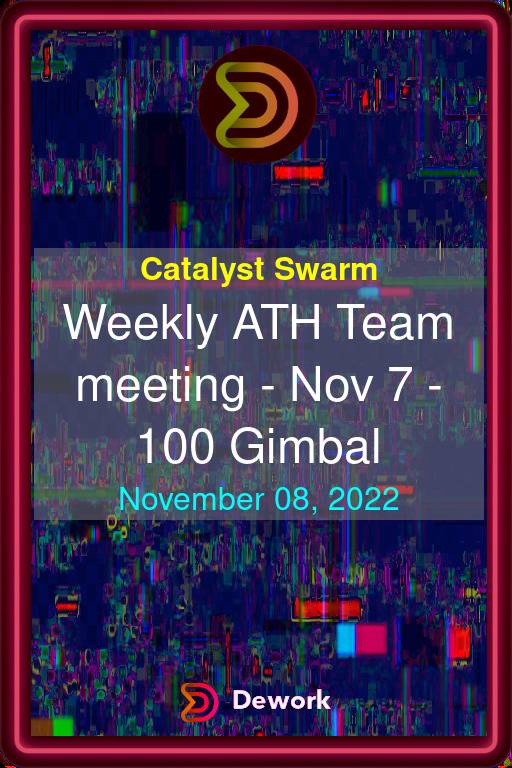 Catalyst Swarm
Weekly ATH Team
meeting - Nov 7 -
100 Gimbal
November 08, 2022
Dework